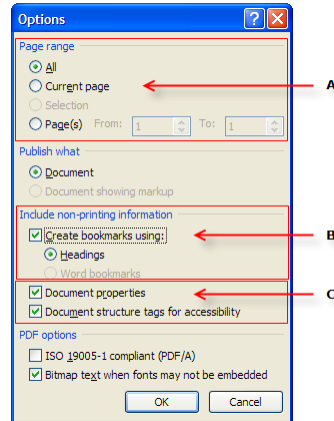 Options
Page range
All
Current page
A
Selection
Page(s) From: 1 To: 1
Publish what
Document
Document showing markup
Include non-printing information
Create bookmarks using:
B
Headings
Word bookmarks
Document properties
C
Document structure tags for accessibility
PDF options
ISO 19005-1 compliant (PDF/A)
Bitmap text when fonts may not be embedded
OK Cancel